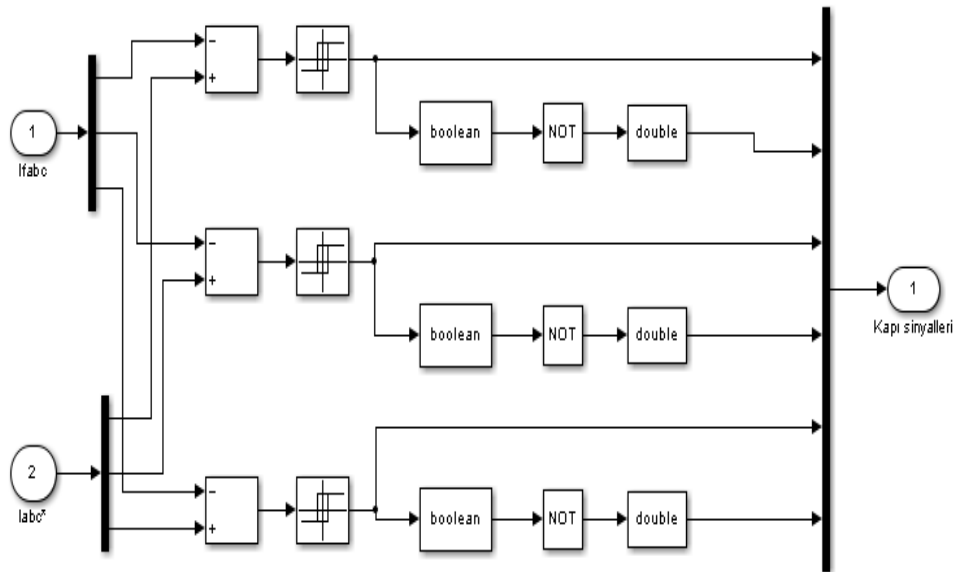 -
+
boolean
NOT
double
1
Ifabc
-
+
boolean
NOT
double
1
Kapı sinyalleri
2
Iabc*
-
+
boolean
NOT
double